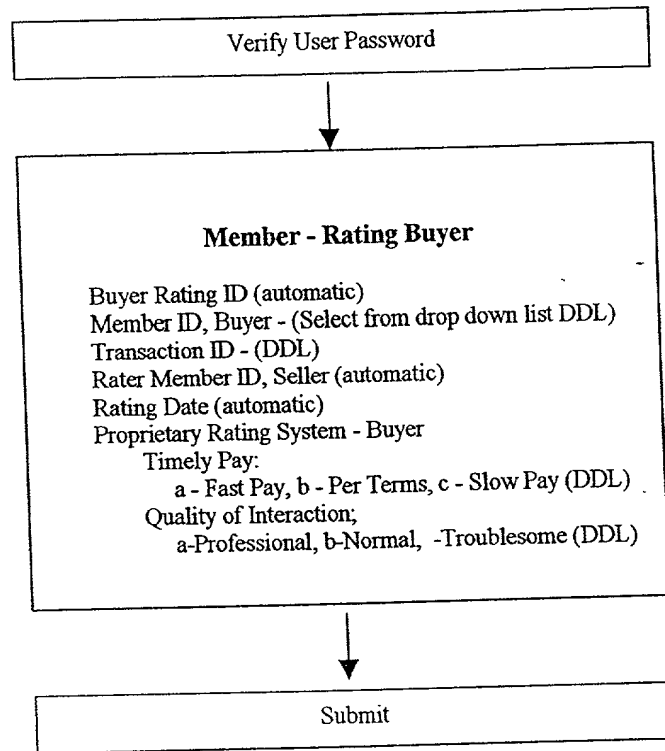 Verify User Password
Member - Rating Buyer
Buyer Rating ID (automatic)
Member ID, Buyer - (Select from drop down list DDL)
Transaction ID - (DDL)
Rater Member ID, Seller (automatic)
Rating Date (automatic)
Proprietary Rating System - Buyer
Timely Pay:
a - Fast Pay, b - Per Terms, c - Slow Pay (DDL)
Quality of Interaction;
a-Professional, b-Normal, -Troublesome (DDL)
Submit